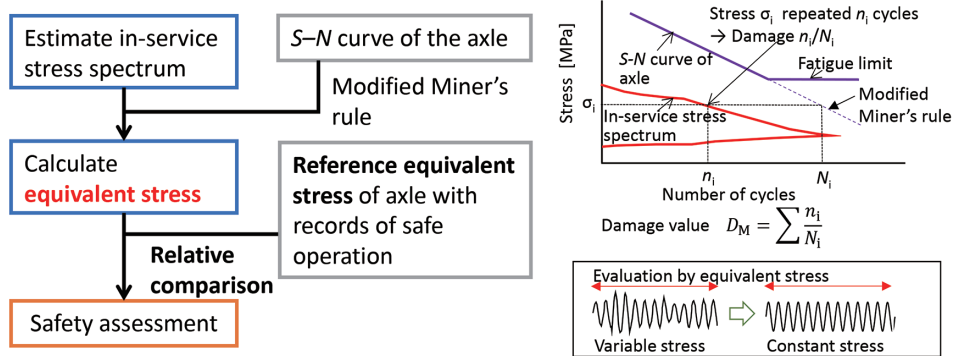 Estimate in-service
stress spectrum
S–N curve of the axle
Modified Miner's
rule
Calculate
equivalent stress
Reference equivalent
stress of axle with
records of safe
operation
Relative
comparison
Safety assessment
Stress σi repeated ni cycles
→ Damage ni/Ni
S-N curve of
axle
Fatigue limit
Modified
Miner's rule
In-service stress
spectrum
Stress [MPa]
σi
ni
Ni
Number of cycles
Damage value DM = ∑ ni/Ni
Evaluation by equivalent stress
Variable stress
Constant stress